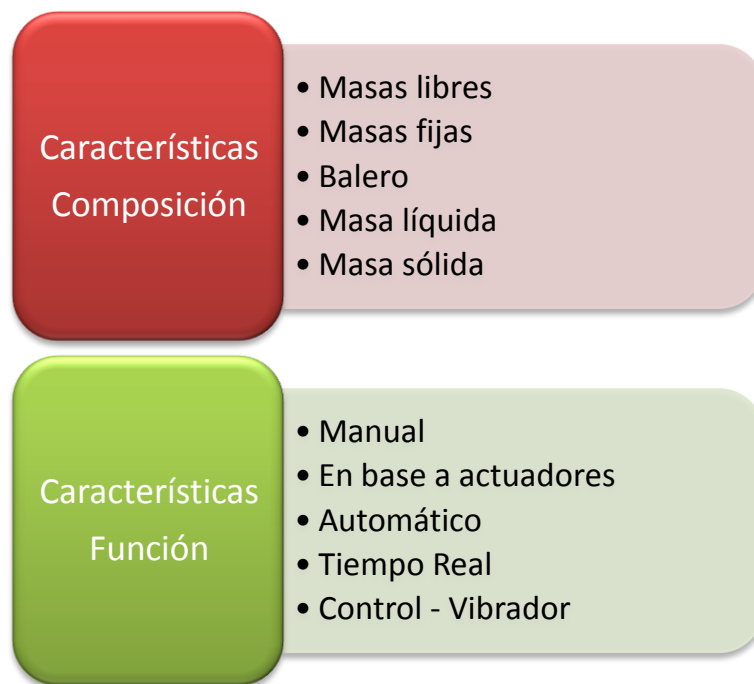 Características
Composición
• Masas libres
• Masas fijas
• Balero
• Masa líquida
• Masa sólida
Características
Función
• Manual
• En base a actuadores
• Automático
• Tiempo Real
• Control - Vibrador